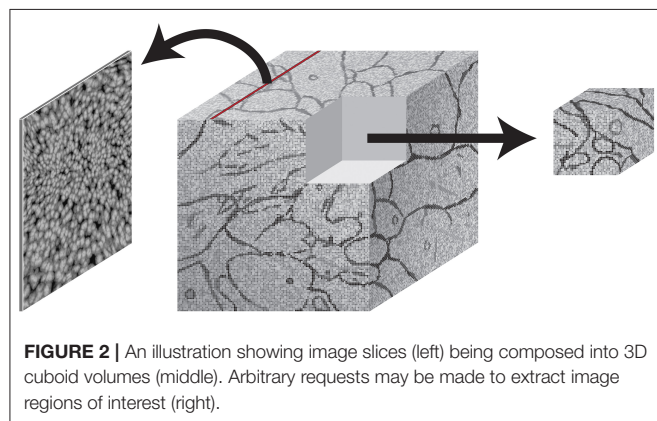 FIGURE 2 | An illustration showing image slices (left) being composed into 3D
cuboid volumes (middle). Arbitrary requests may be made to extract image
regions of interest (right).